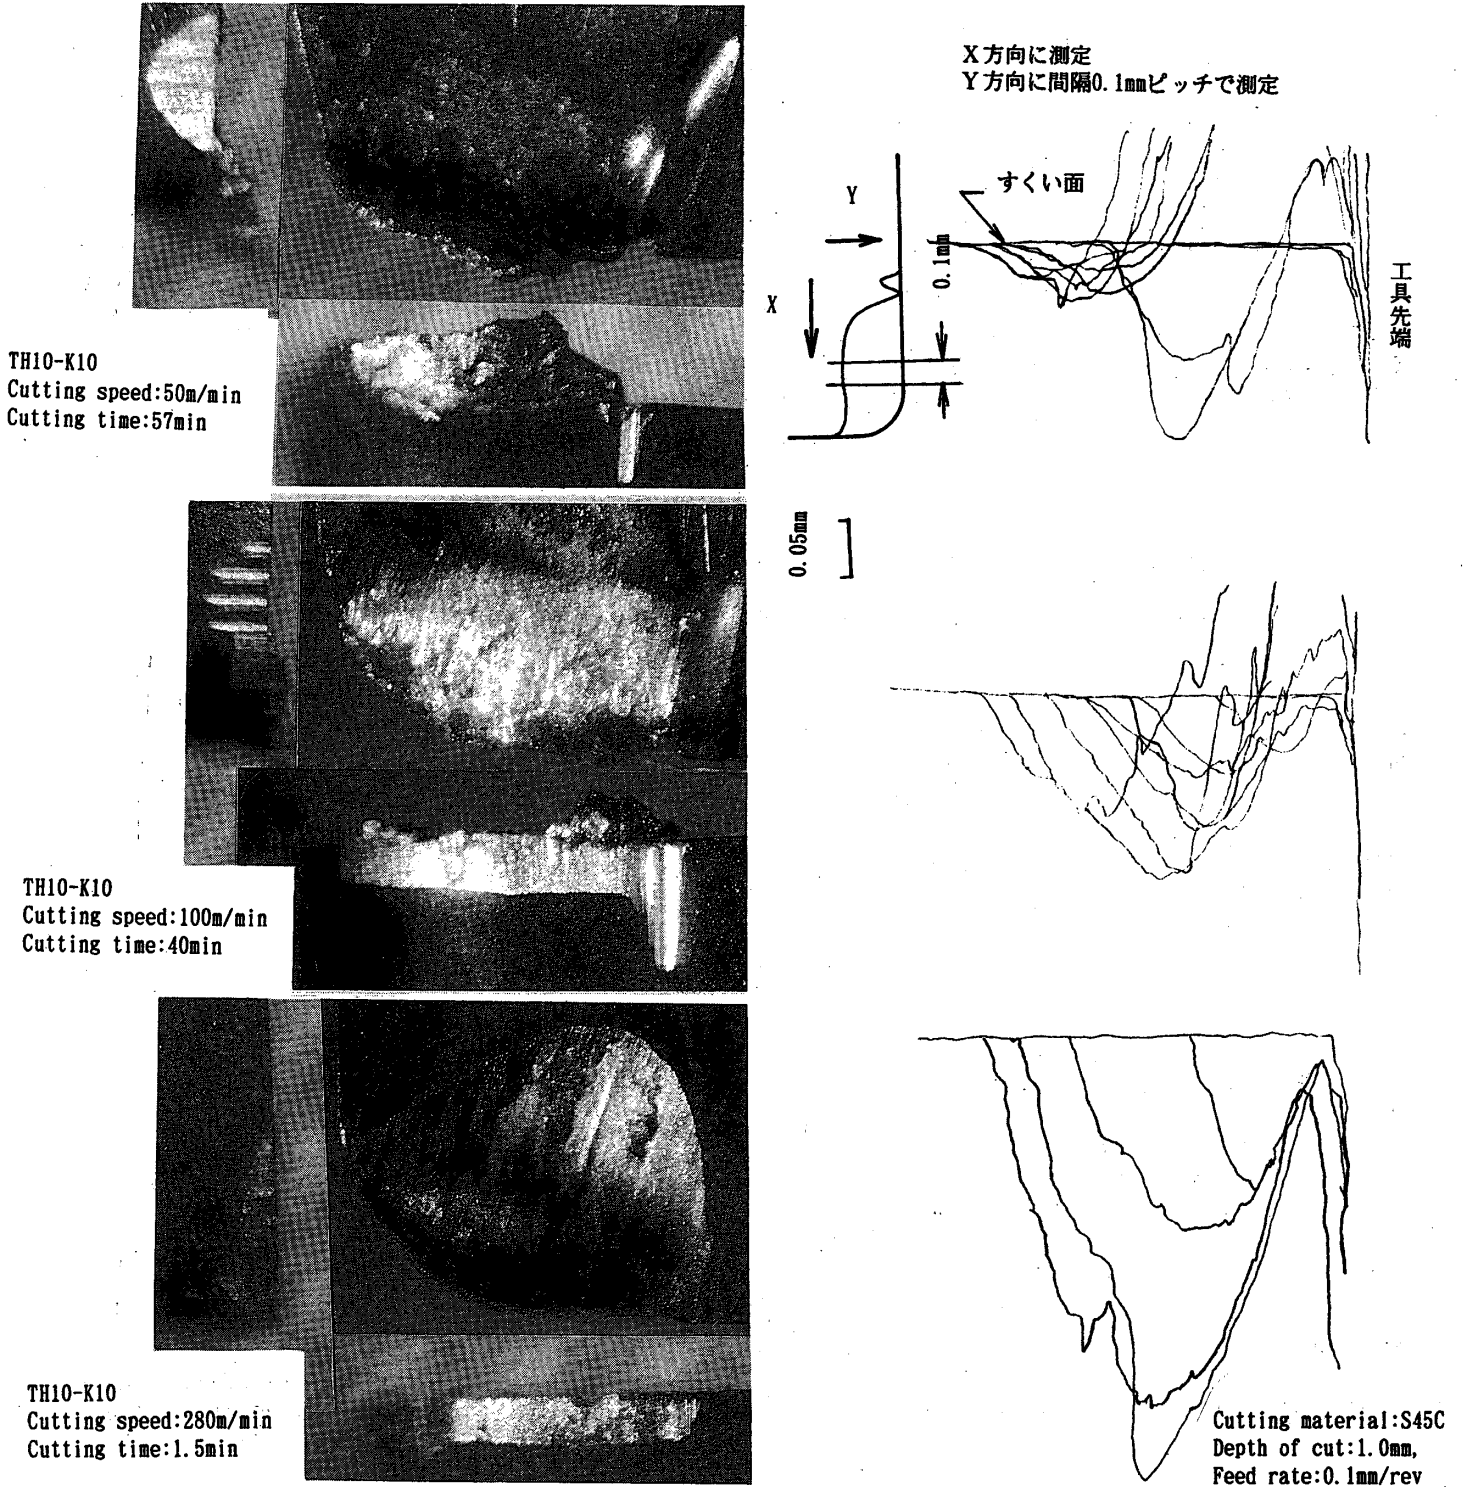 X方向に測定
Y方向に間隔0.1mmピッチで測定
すくい面
Y
X
0.1mm
工具先端
TH10-K10
Cutting speed:50m/min
Cutting time:57min
0.05mm
TH10-K10
Cutting speed:100m/min
Cutting time:40min
TH10-K10
Cutting speed:280m/min
Cutting time:1.5min
Cutting material:S45C
Depth of cut:1.0mm,
Feed rate:0.1mm/rev